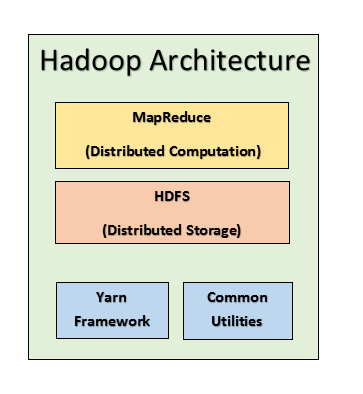 Hadoop Architecture
MapReduce
(Distributed Computation)
HDFS
(Distributed Storage)
Yarn
Framework
Common
Utilities